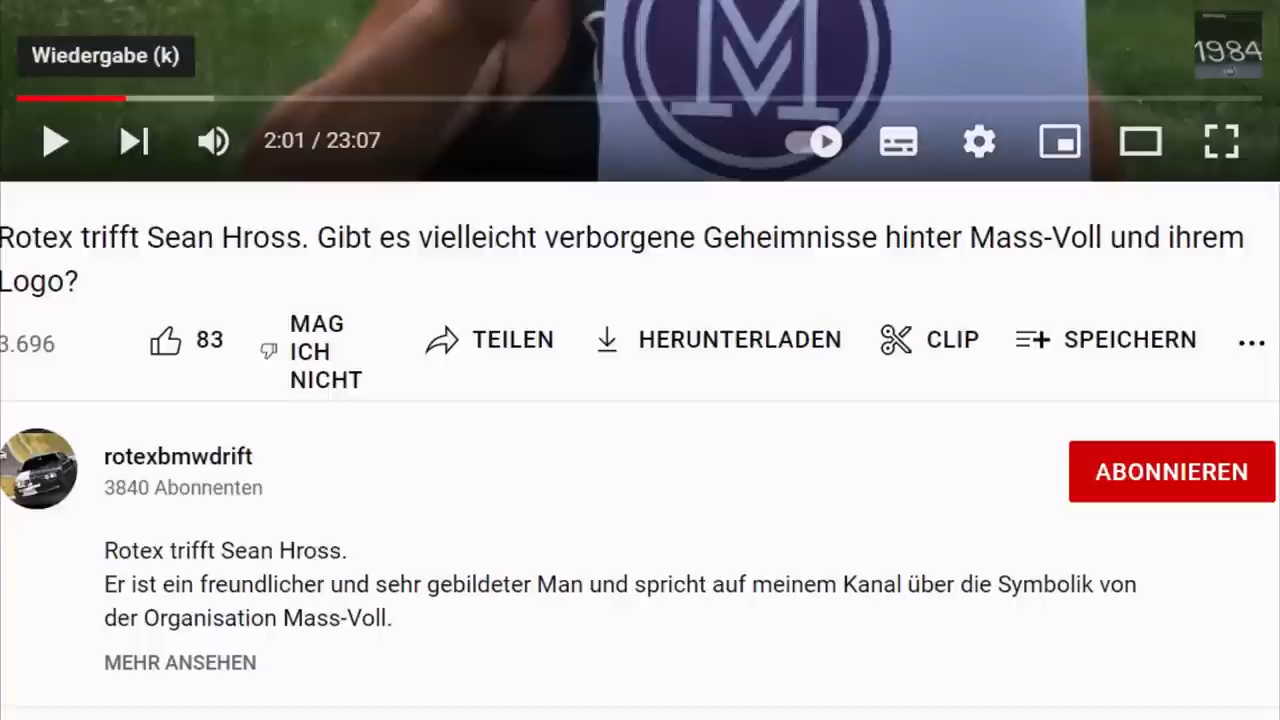 Wiedergabe (k)
1984
M
2:01 / 23:07
Rotex trifft Sean Hross. Gibt es vielleicht verborgene Geheimnisse hinter Mass-Voll und ihrem
Logo?
3.696
83
MAG
ICH
NICHT
TEILEN
HERUNTERLADEN
CLIP
SPEICHERN
rotexbmwdrift
3840 Abonnenten
ABONNIEREN
Rotex trifft Sean Hross.
Er ist ein freundlicher und sehr gebildeter Man und spricht auf meinem Kanal über die Symbolik von
der Organisation Mass-Voll.
MEHR ANSEHEN